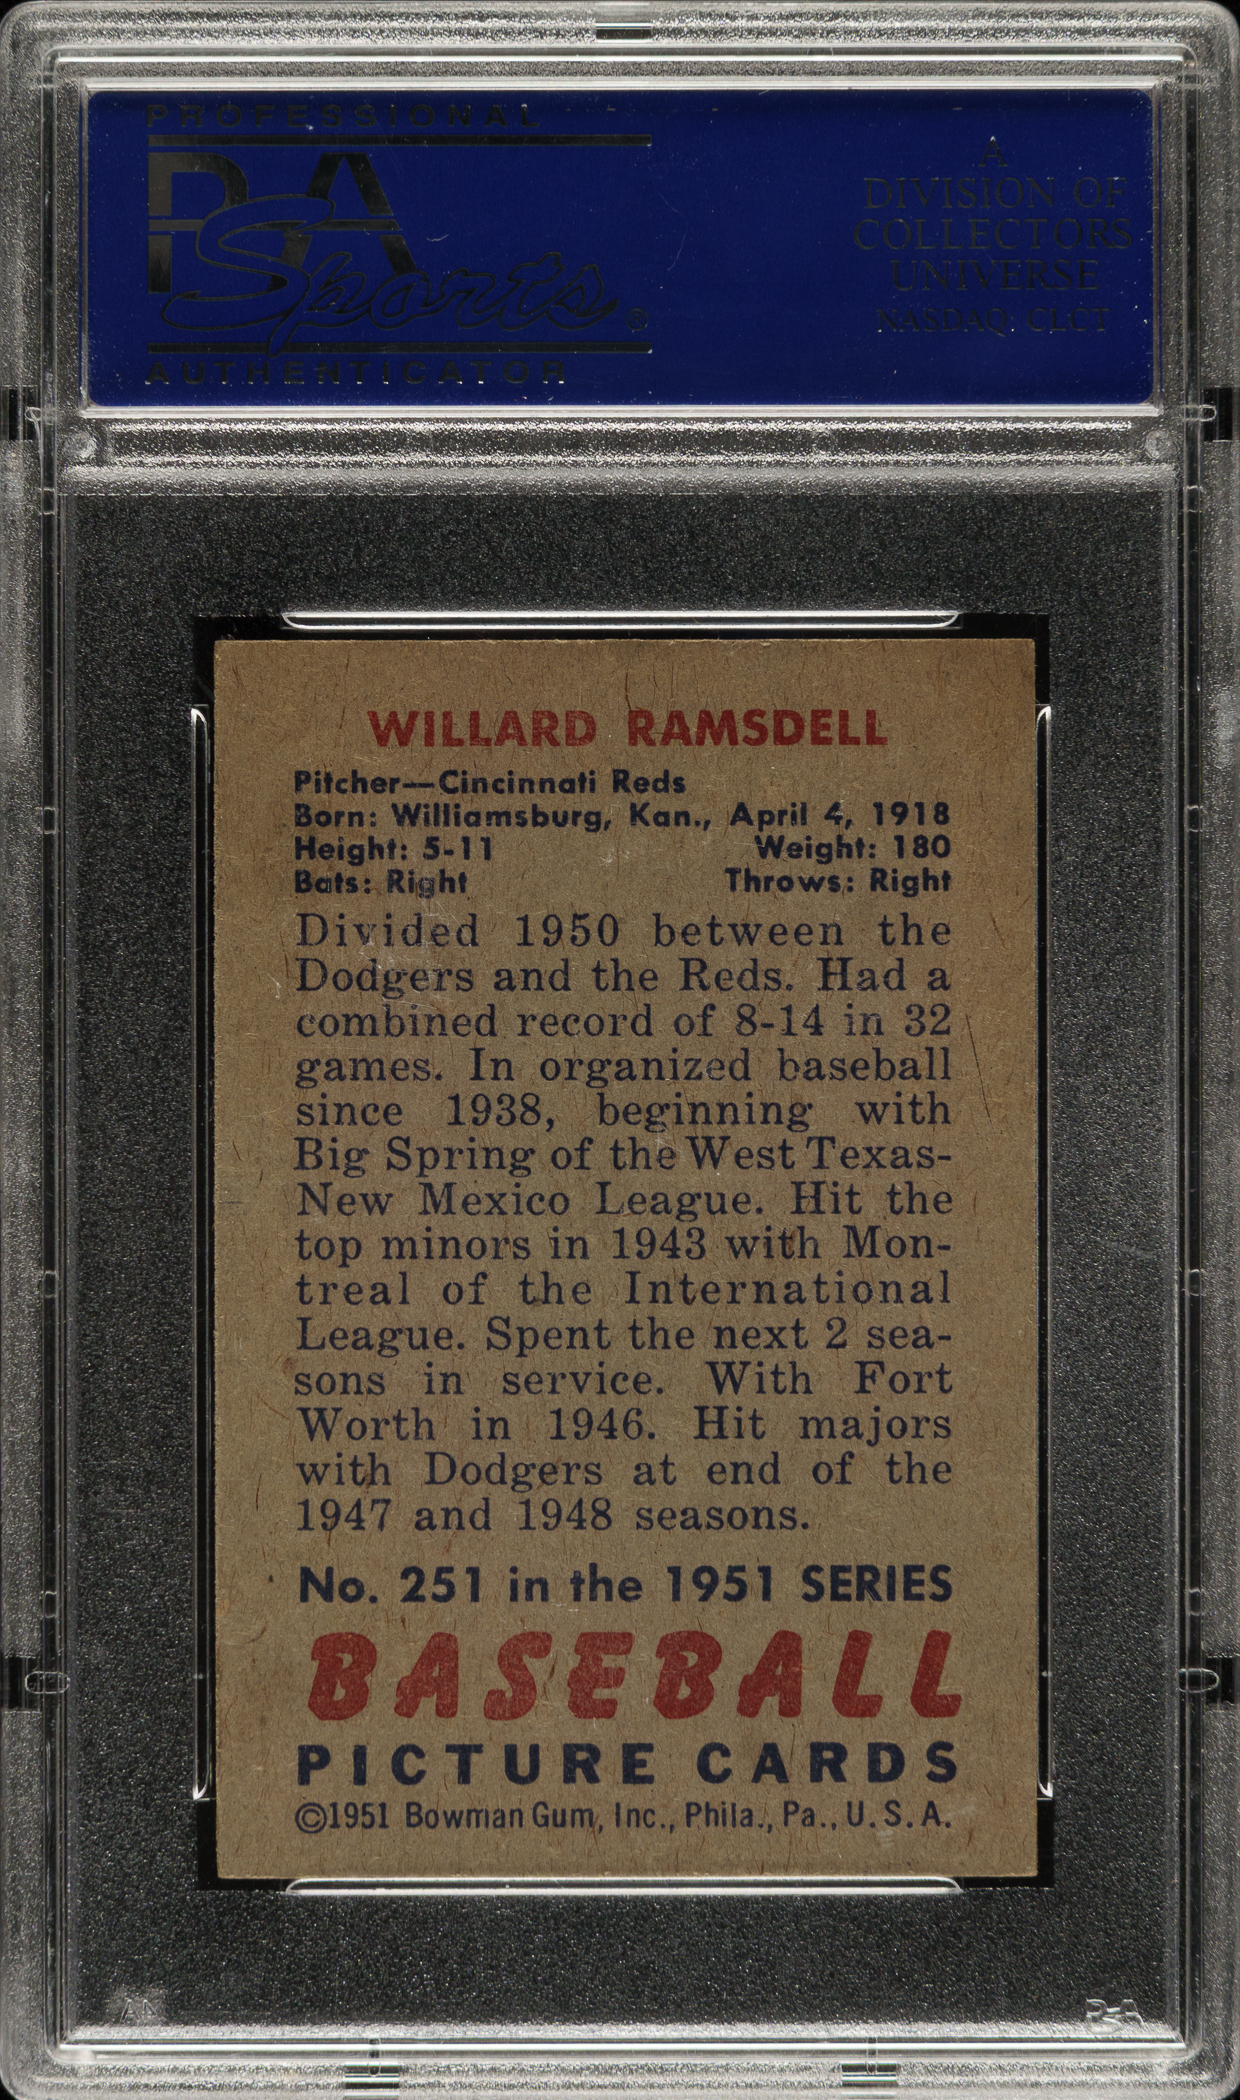 PROFESSIONAL
PSA
Sports®
AUTHENTICATOR
A
DIVISION OF
COLLECTORS
UNIVERSE
NASDAQ: CLCT
WILLARD RAMSDELL
Pitcher—Cincinnati Reds
Born: Williamsburg, Kan., April 4, 1918
Height: 5-11 Weight: 180
Bats: Right Throws: Right
Divided 1950 between the
Dodgers and the Reds. Had a
combined record of 8-14 in 32
games. In organized baseball
since 1938, beginning with
Big Spring of the West Texas-
New Mexico League. Hit the
top minors in 1943 with Mon-
treal of the International
League. Spent the next 2 sea-
sons in service. With Fort
Worth in 1946. Hit majors
with Dodgers at end of the
1947 and 1948 seasons.
No. 251 in the 1951 SERIES
BASEBALL
PICTURE CARDS
©1951 Bowman Gum, Inc., Phila., Pa., U.S.A.
PSA